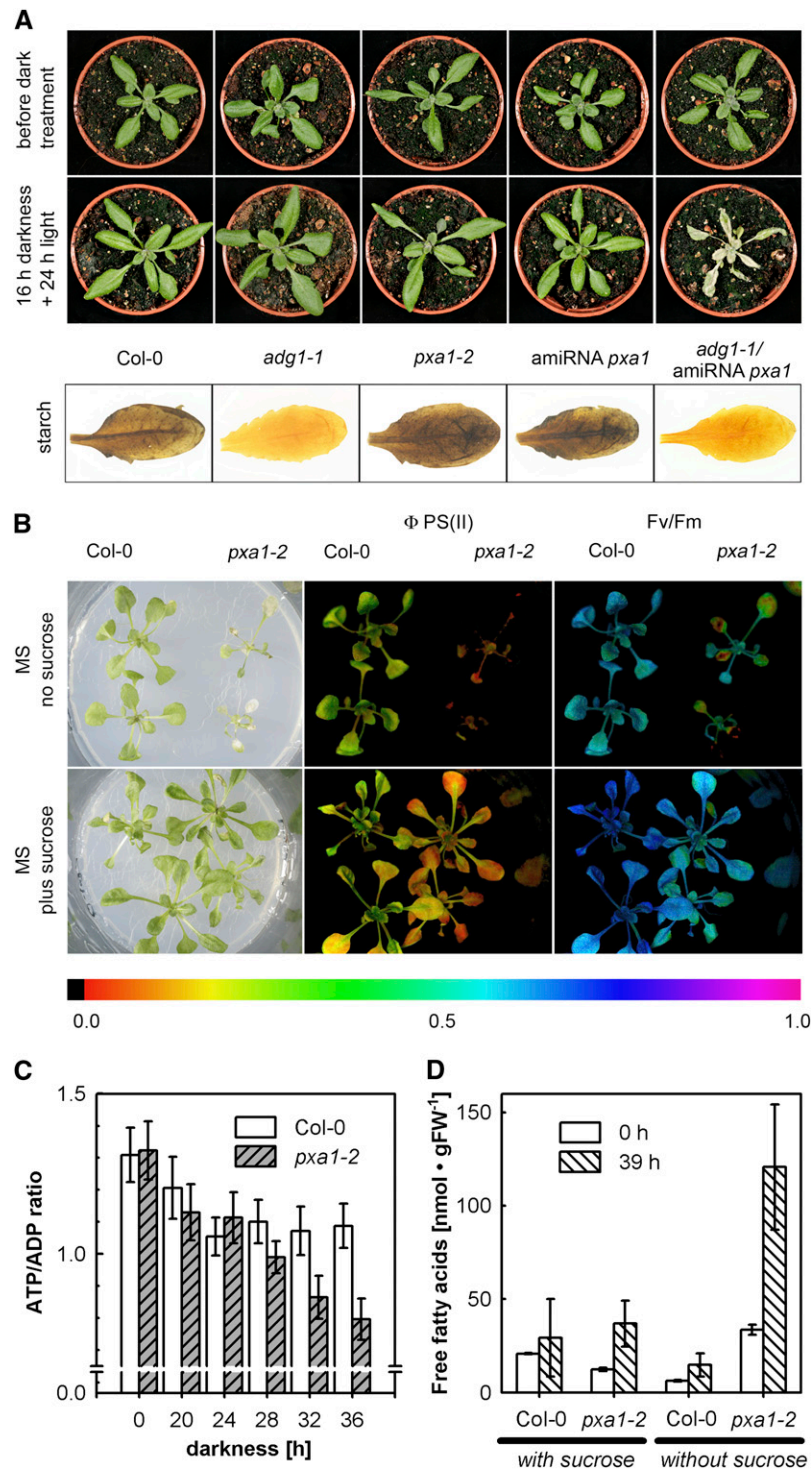 A
before dark
treatment
16 h darkness
+ 24 h light
Col-0
adg1-1
pxa1-2
amiRNA pxa1
adg1-1/
amiRNA pxa1
starch
B
Φ PS(II)
Fv/Fm
Col-0
pxa1-2
Col-0
pxa1-2
Col-0
pxa1-2
MS
no sucrose
MS
plus sucrose
0.0
0.5
1.0
C
1.5
1.0
0.0
ATP/ADP ratio
Col-0
pxa1-2
0
20
24
28
32
36
darkness [h]
D
150
100
50
0
Free fatty acids [nmol • gFW⁻¹]
0 h
39 h
Col-0
pxa1-2
Col-0
pxa1-2
with sucrose
without sucrose